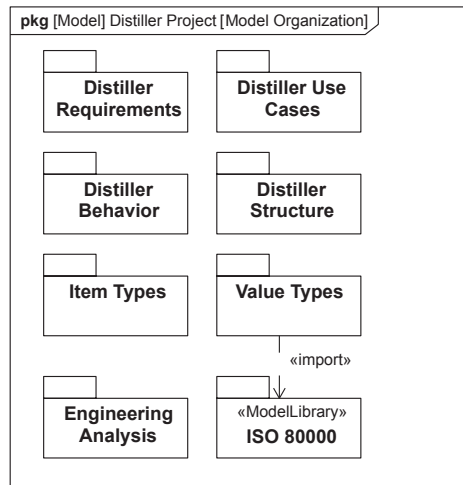 pkg [Model] Distiller Project [Model Organization]
Distiller
Requirements
Distiller Use
Cases
Distiller
Behavior
Distiller
Structure
Item Types
Value Types
«import»
Engineering
Analysis
«ModelLibrary»
ISO 80000